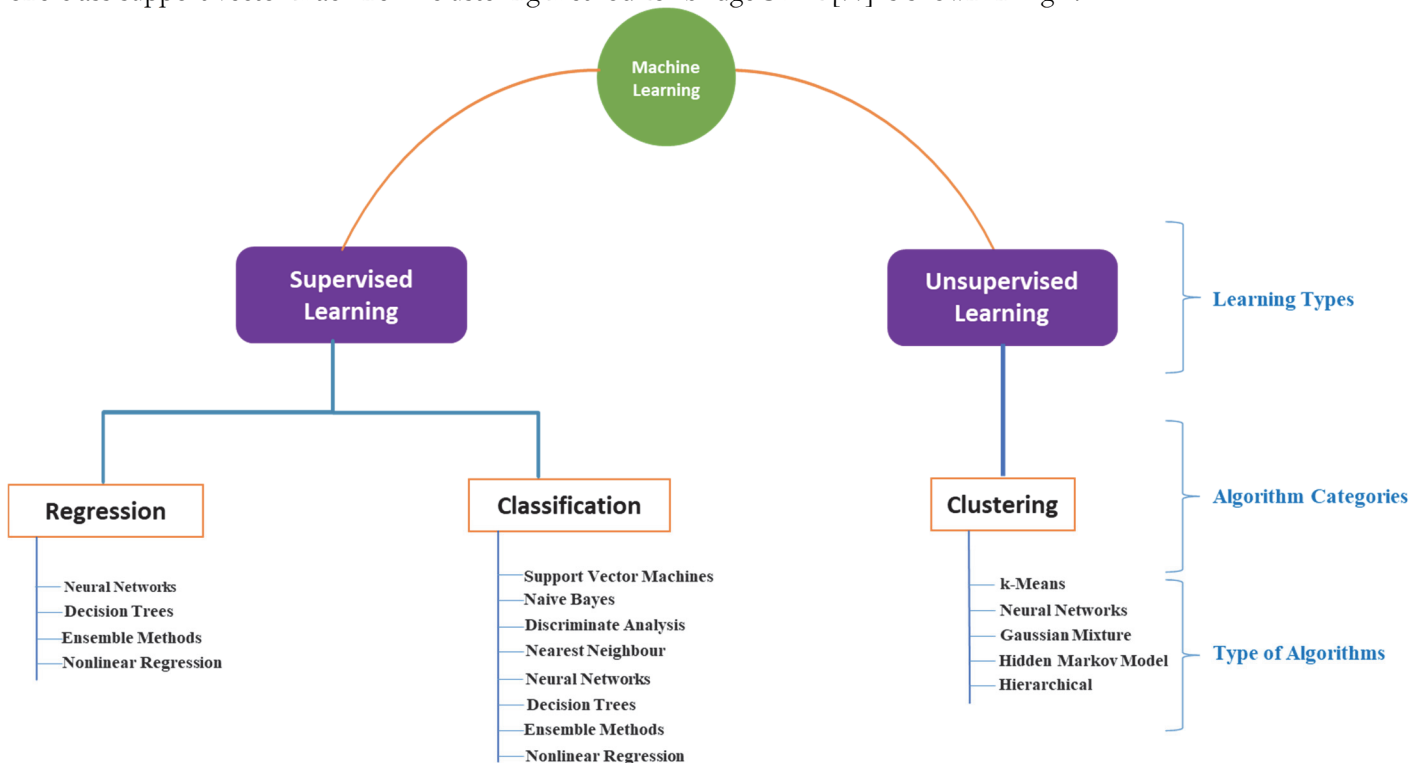 Machine
Learning
Supervised
Learning
Unsupervised
Learning
Learning Types
Regression
Classification
Clustering
Algorithm Categories
Neural Networks
Decision Trees
Ensemble Methods
Nonlinear Regression
Support Vector Machines
Naive Bayes
Discriminate Analysis
Nearest Neighbour
Neural Networks
Decision Trees
Ensemble Methods
Nonlinear Regression
k-Means
Neural Networks
Gaussian Mixture
Hidden Markov Model
Hierarchical
Type of Algorithms